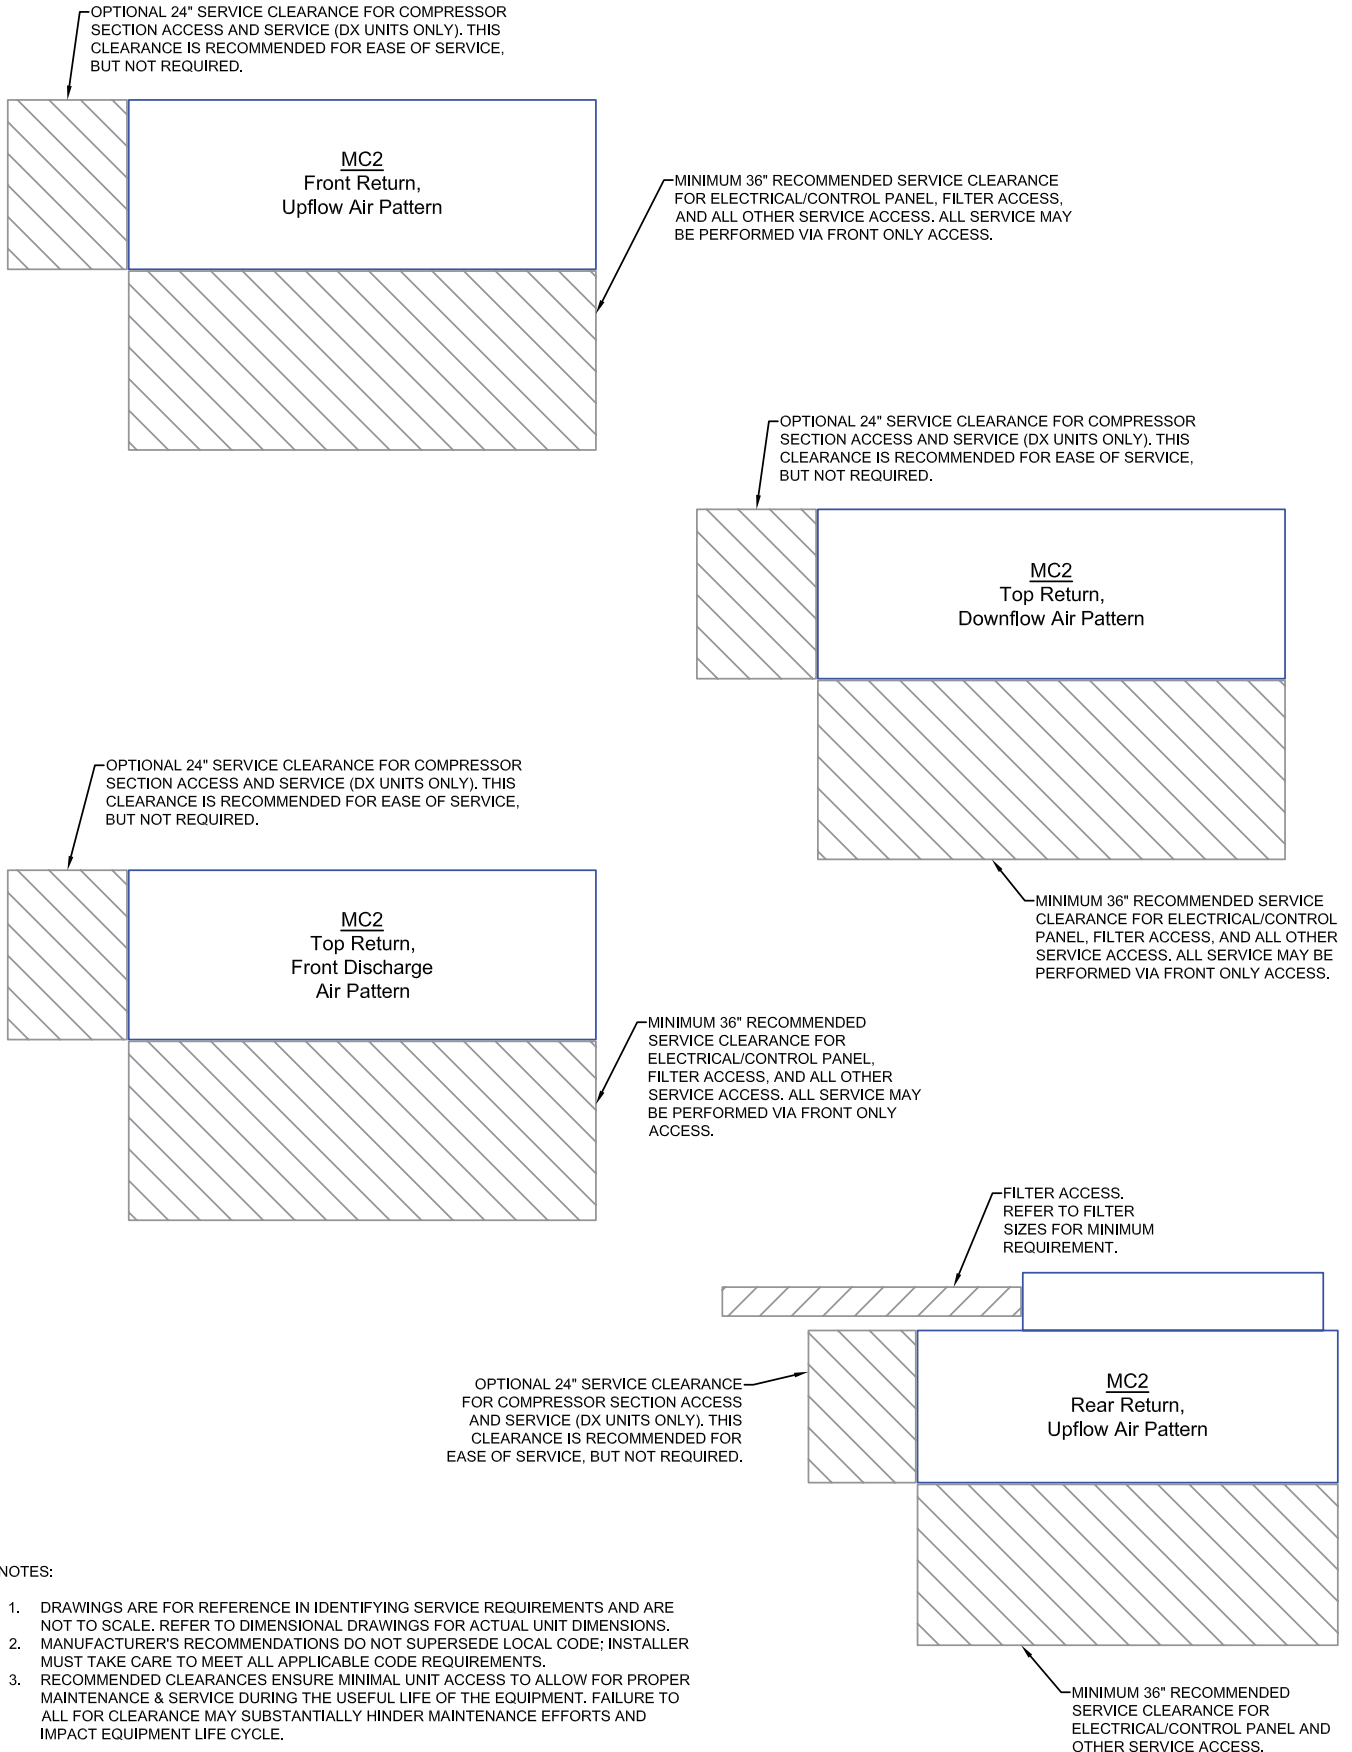 OPTIONAL 24" SERVICE CLEARANCE FOR COMPRESSOR
SECTION ACCESS AND SERVICE (DX UNITS ONLY). THIS
CLEARANCE IS RECOMMENDED FOR EASE OF SERVICE,
BUT NOT REQUIRED.
MC2
Front Return,
Upflow Air Pattern
MINIMUM 36" RECOMMENDED SERVICE CLEARANCE
FOR ELECTRICAL/CONTROL PANEL, FILTER ACCESS,
AND ALL OTHER SERVICE ACCESS. ALL SERVICE MAY
BE PERFORMED VIA FRONT ONLY ACCESS.
OPTIONAL 24" SERVICE CLEARANCE FOR COMPRESSOR
SECTION ACCESS AND SERVICE (DX UNITS ONLY). THIS
CLEARANCE IS RECOMMENDED FOR EASE OF SERVICE,
BUT NOT REQUIRED.
MC2
Top Return,
Downflow Air Pattern
MINIMUM 36" RECOMMENDED SERVICE
CLEARANCE FOR ELECTRICAL/CONTROL
PANEL, FILTER ACCESS, AND ALL OTHER
SERVICE ACCESS. ALL SERVICE MAY BE
PERFORMED VIA FRONT ONLY ACCESS.
OPTIONAL 24" SERVICE CLEARANCE FOR COMPRESSOR
SECTION ACCESS AND SERVICE (DX UNITS ONLY). THIS
CLEARANCE IS RECOMMENDED FOR EASE OF SERVICE,
BUT NOT REQUIRED.
MC2
Top Return,
Front Discharge
Air Pattern
MINIMUM 36" RECOMMENDED
SERVICE CLEARANCE FOR
ELECTRICAL/CONTROL PANEL,
FILTER ACCESS, AND ALL OTHER
SERVICE ACCESS. ALL SERVICE MAY
BE PERFORMED VIA FRONT ONLY
ACCESS.
FILTER ACCESS.
REFER TO FILTER
SIZES FOR MINIMUM
REQUIREMENT.
OPTIONAL 24" SERVICE CLEARANCE
FOR COMPRESSOR SECTION ACCESS
AND SERVICE (DX UNITS ONLY). THIS
CLEARANCE IS RECOMMENDED FOR
EASE OF SERVICE, BUT NOT REQUIRED.
MC2
Rear Return,
Upflow Air Pattern
MINIMUM 36" RECOMMENDED
SERVICE CLEARANCE FOR
ELECTRICAL/CONTROL PANEL AND
OTHER SERVICE ACCESS.
NOTES:
1. DRAWINGS ARE FOR REFERENCE IN IDENTIFYING SERVICE REQUIREMENTS AND ARE
NOT TO SCALE. REFER TO DIMENSIONAL DRAWINGS FOR ACTUAL UNIT DIMENSIONS.
2. MANUFACTURER'S RECOMMENDATIONS DO NOT SUPERSEDE LOCAL CODE; INSTALLER
MUST TAKE CARE TO MEET ALL APPLICABLE CODE REQUIREMENTS.
3. RECOMMENDED CLEARANCES ENSURE MINIMAL UNIT ACCESS TO ALLOW FOR PROPER
MAINTENANCE & SERVICE DURING THE USEFUL LIFE OF THE EQUIPMENT. FAILURE TO
ALL FOR CLEARANCE MAY SUBSTANTIALLY HINDER MAINTENANCE EFFORTS AND
IMPACT EQUIPMENT LIFE CYCLE.